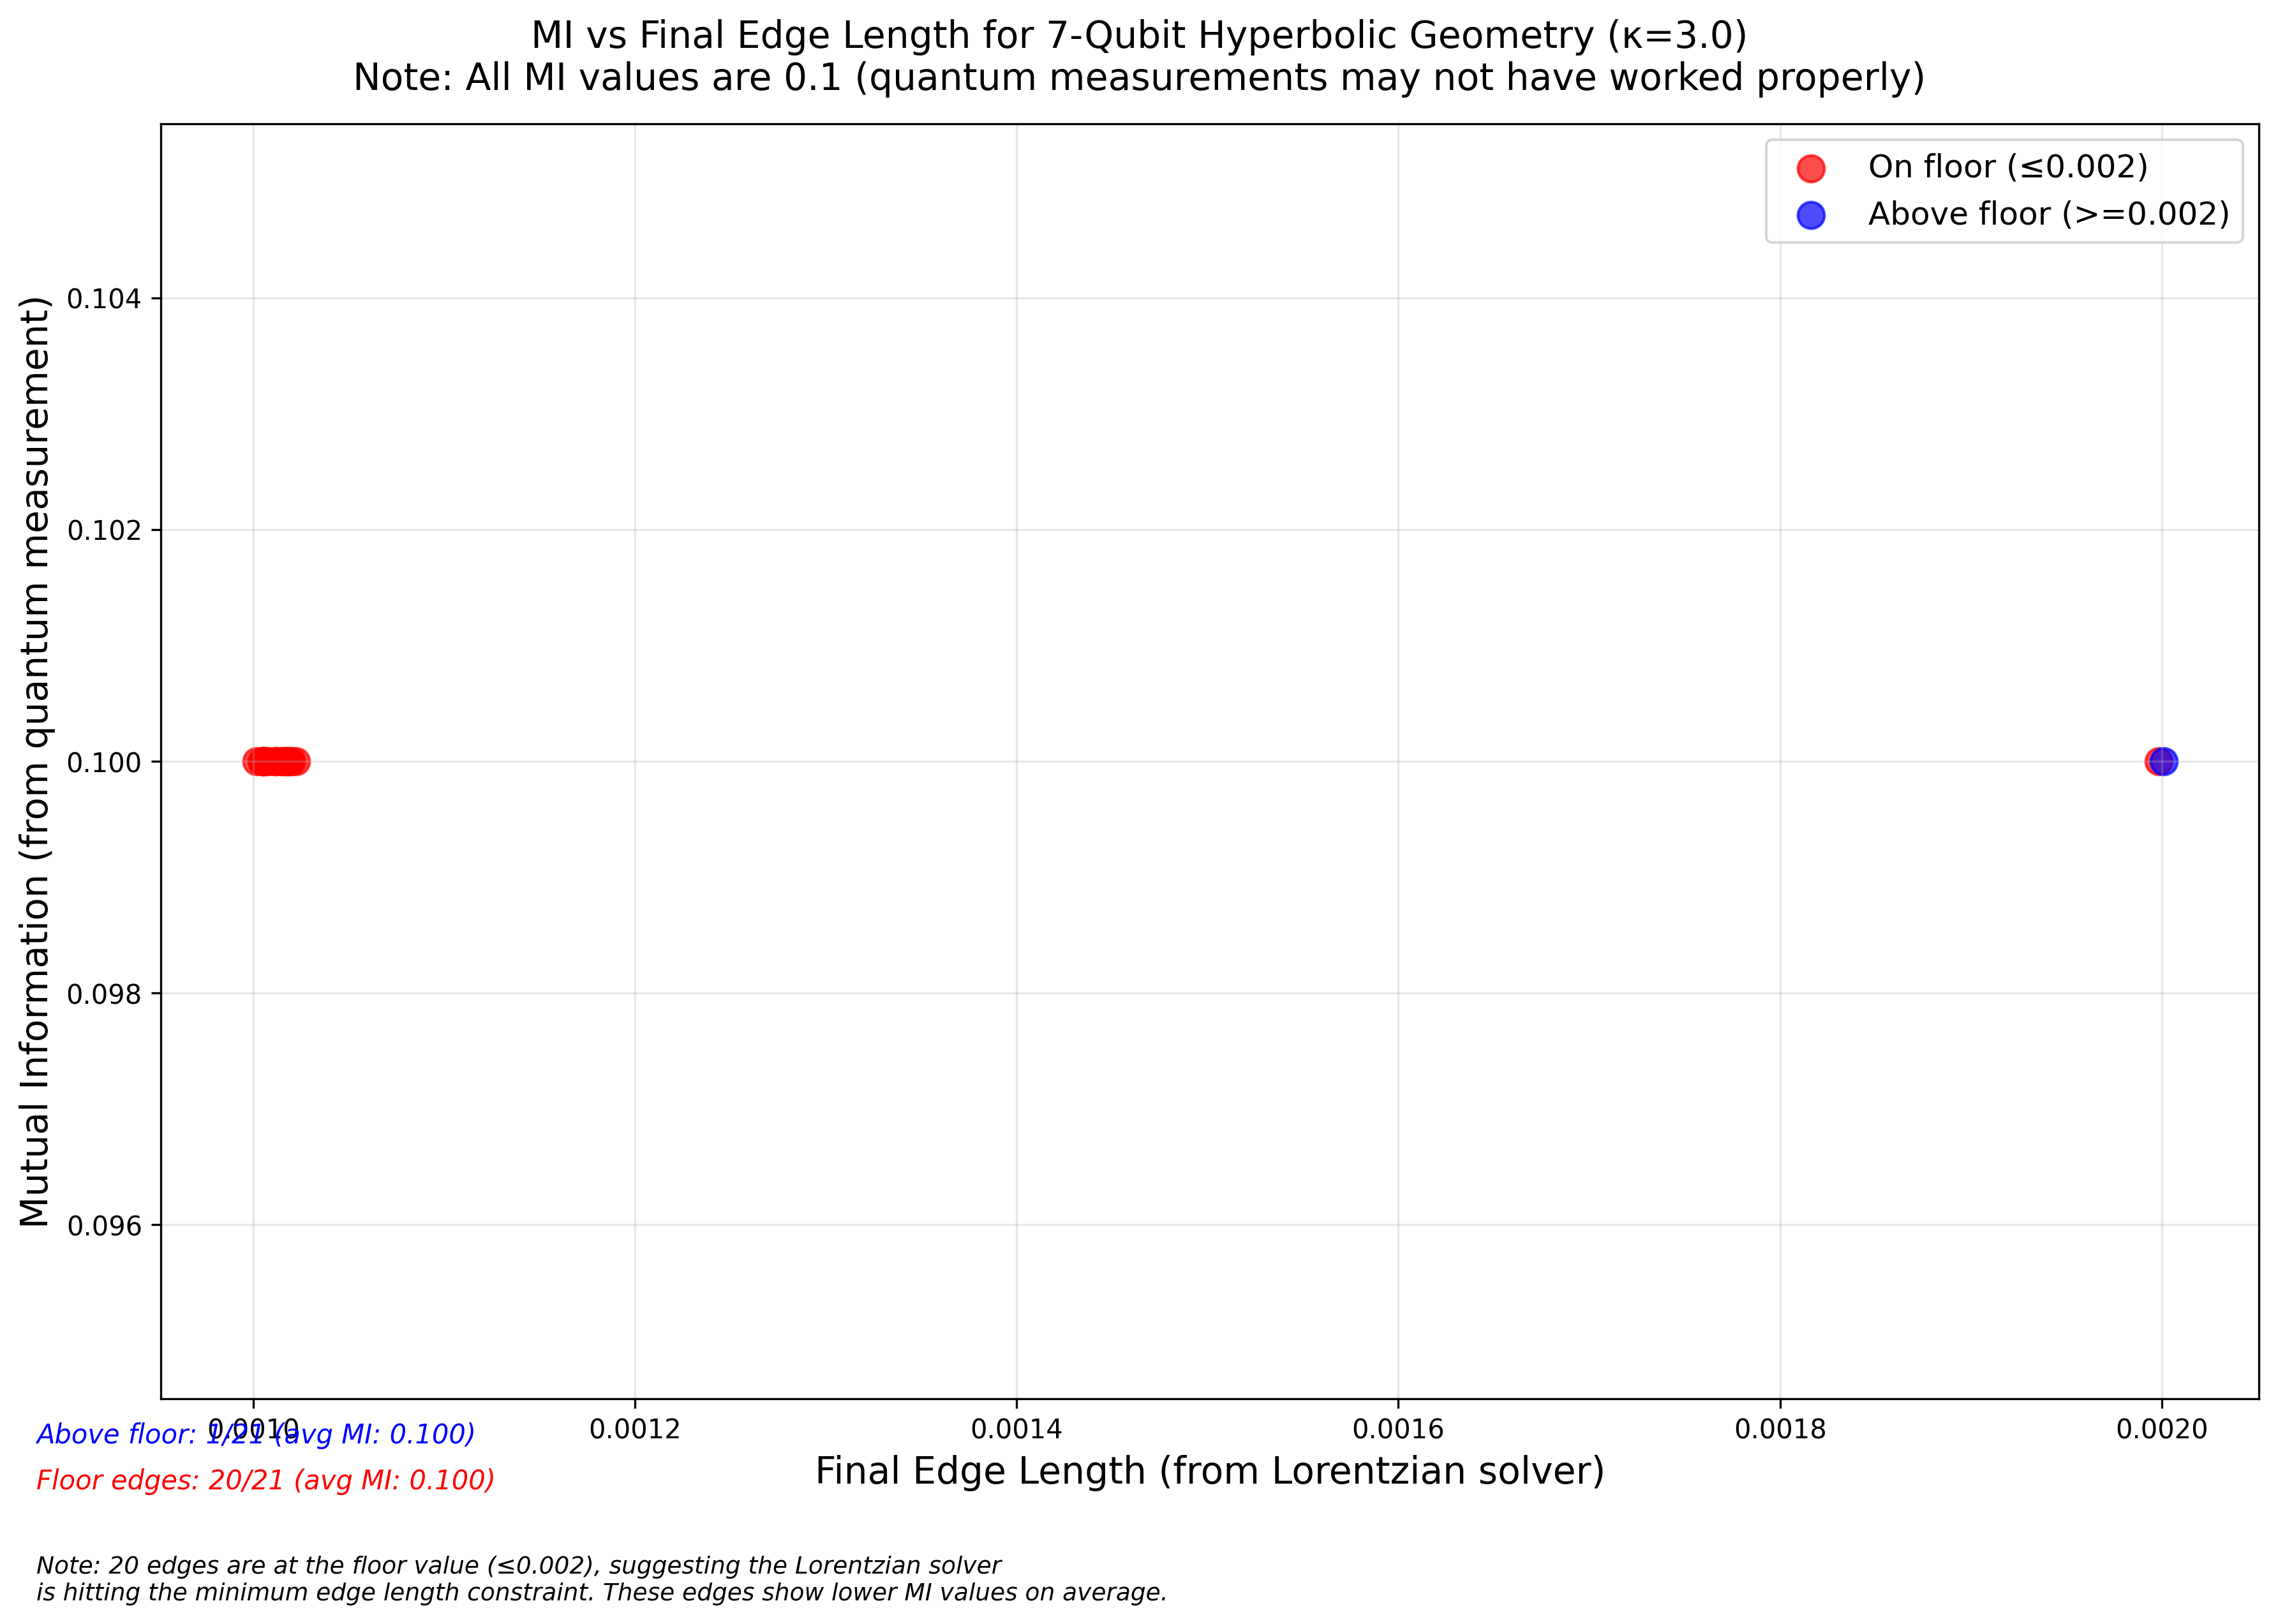 MI vs Final Edge Length for 7-Qubit Hyperbolic Geometry (κ=3.0)
Note: All MI values are 0.1 (quantum measurements may not have worked properly)
On floor (≤0.002)
Above floor (>=0.002)
Mutual Information (from quantum measurement)
0.104
0.102
0.100
0.098
0.096
0.0010
0.0012
0.0014
0.0016
0.0018
0.0020
Final Edge Length (from Lorentzian solver)
Above floor: 1/21 (avg MI: 0.100)
Floor edges: 20/21 (avg MI: 0.100)
Note: 20 edges are at the floor value (≤0.002), suggesting the Lorentzian solver
is hitting the minimum edge length constraint. These edges show lower MI values on average.